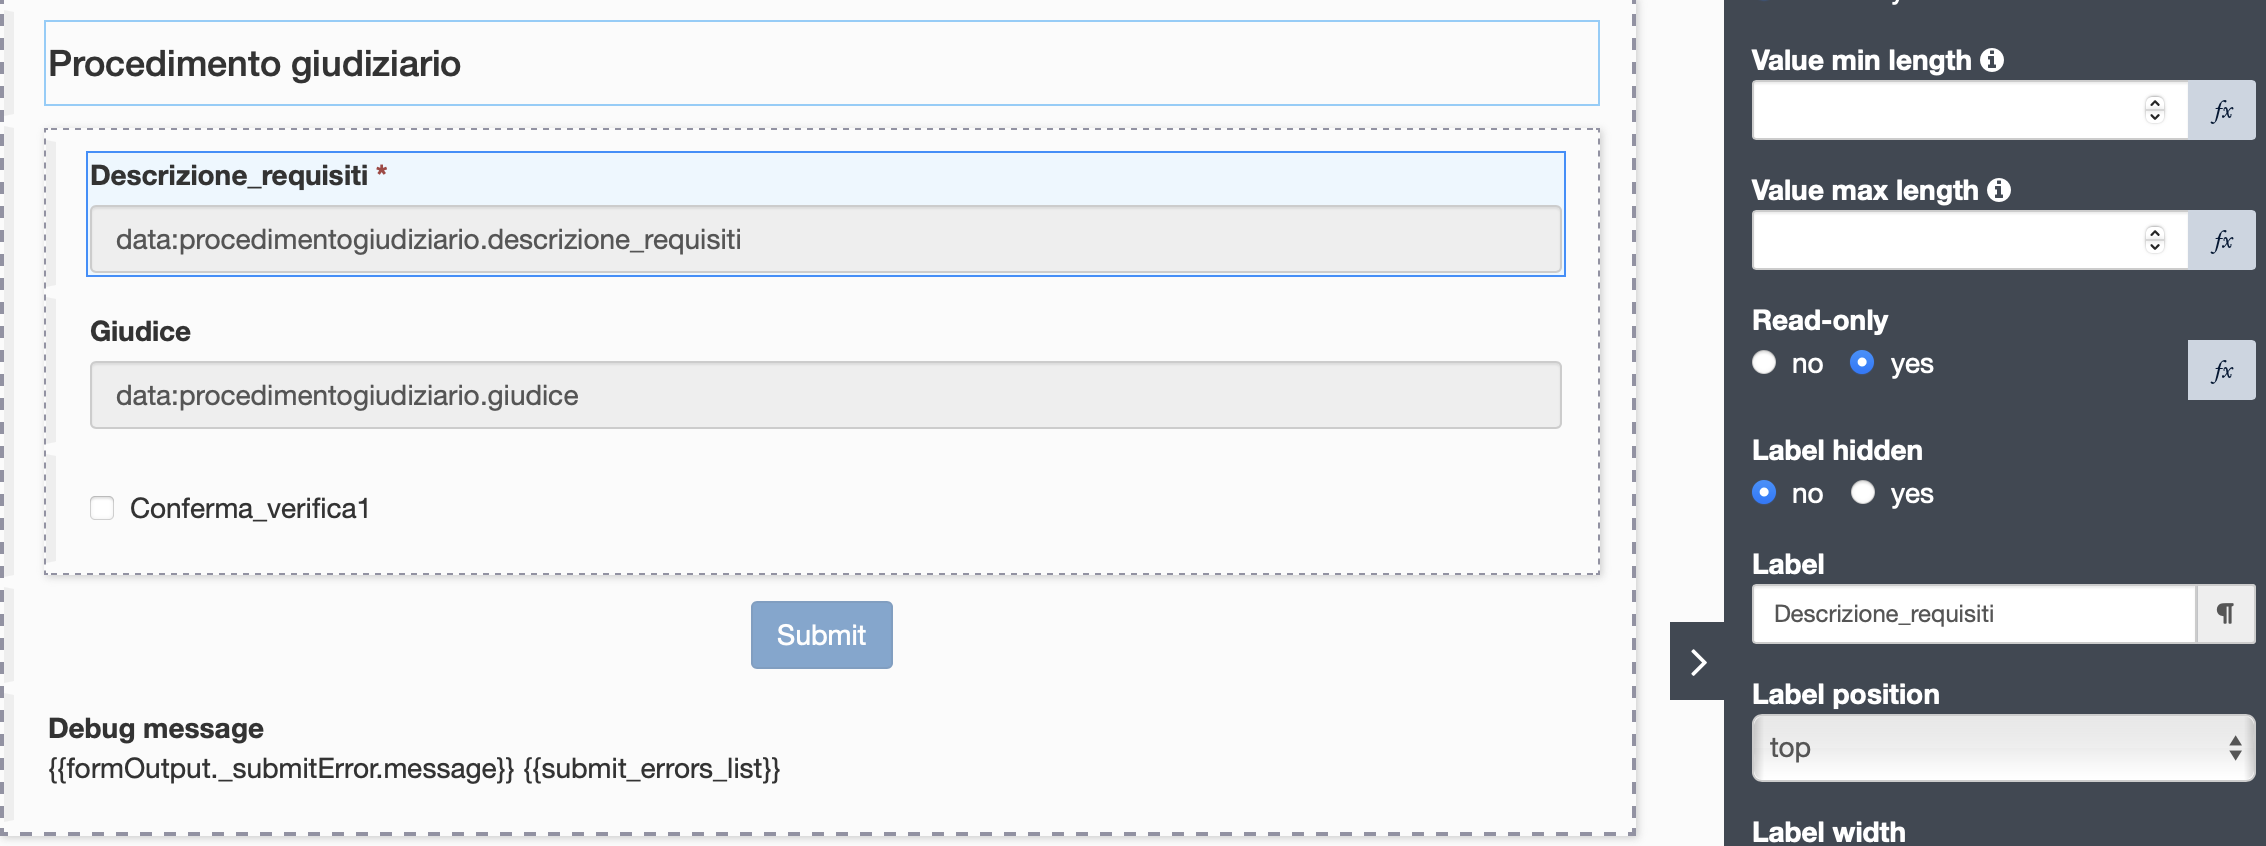 Procedimento giudiziario
Descrizione_requisiti *
data:procedimentogiudiziario.descrizione_requisiti
Giudice
data:procedimentogiudiziario.giudice
Conferma_verifica1
Submit
Debug message
{{formOutput._submitError.message}} {{submit_errors_list}}
Value min length
fx
Value max length
fx
Read-only
no yes
fx
Label hidden
no yes
Label
Descrizione_requisiti ¶
Label position
top
Label width